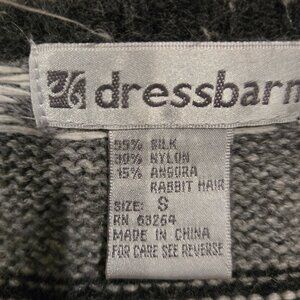 dressbarn
55% SILK
30% NYLON
15% ANGORA
RABBIT HAIR
SIZE: S
RN 63264
MADE IN CHINA
FOR CARE SEE REVERSE